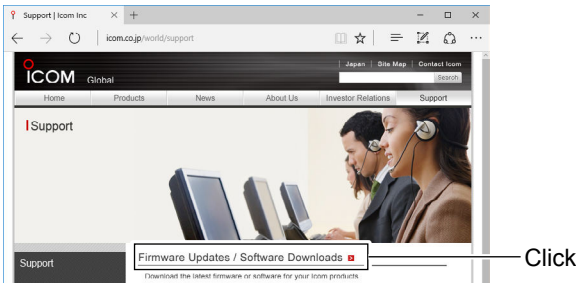 Support | Icom Inc
icom.co.jp/world/support
Japan | Site Map | Contact Icom
ICOM Global
Search
Home Products News About Us Investor Relations Support
Support
Firmware Updates / Software Downloads
Click
Support
Download the latest firmware or software for your Icom products